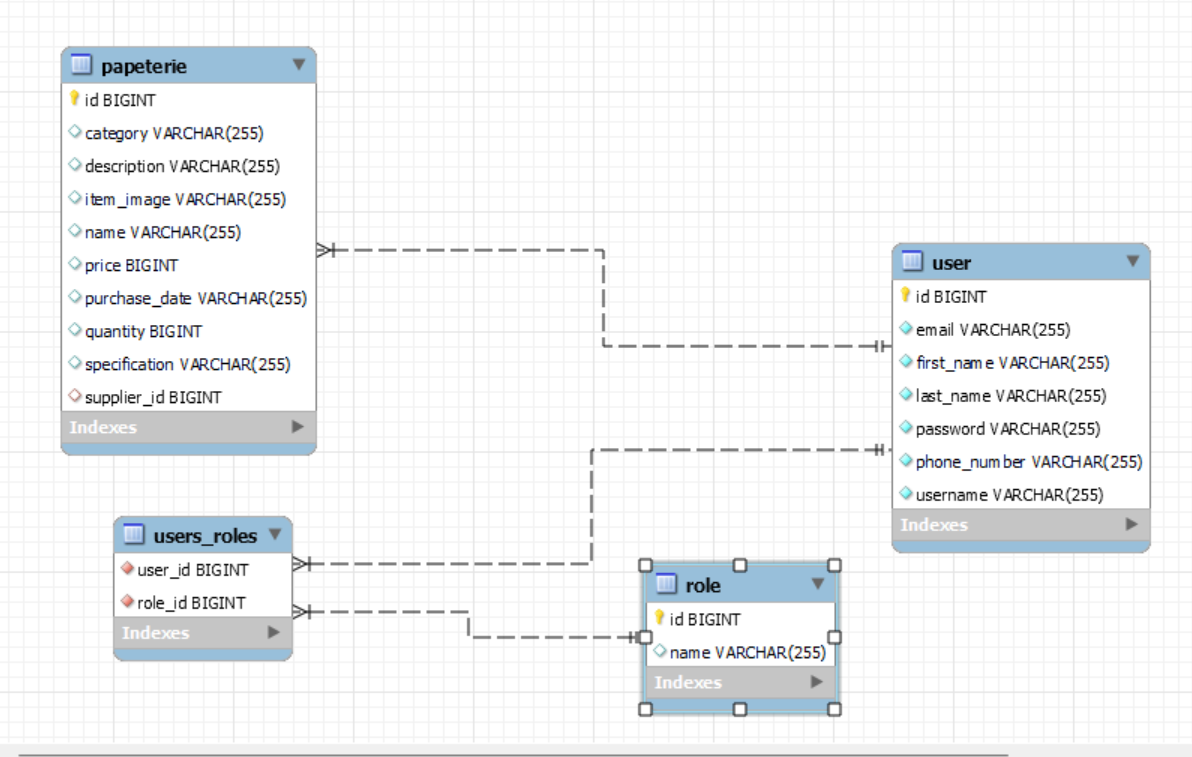 papeterie
id BIGINT
category VARCHAR(255)
description VARCHAR(255)
item_image VARCHAR(255)
name VARCHAR(255)
price BIGINT
purchase_date VARCHAR(255)
quantity BIGINT
specification VARCHAR(255)
supplier_id BIGINT
Indexes
user
id BIGINT
email VARCHAR(255)
first_name VARCHAR(255)
last_name VARCHAR(255)
password VARCHAR(255)
phone_number VARCHAR(255)
username VARCHAR(255)
Indexes
users_roles
user_id BIGINT
role_id BIGINT
Indexes
role
id BIGINT
name VARCHAR(255)
Indexes